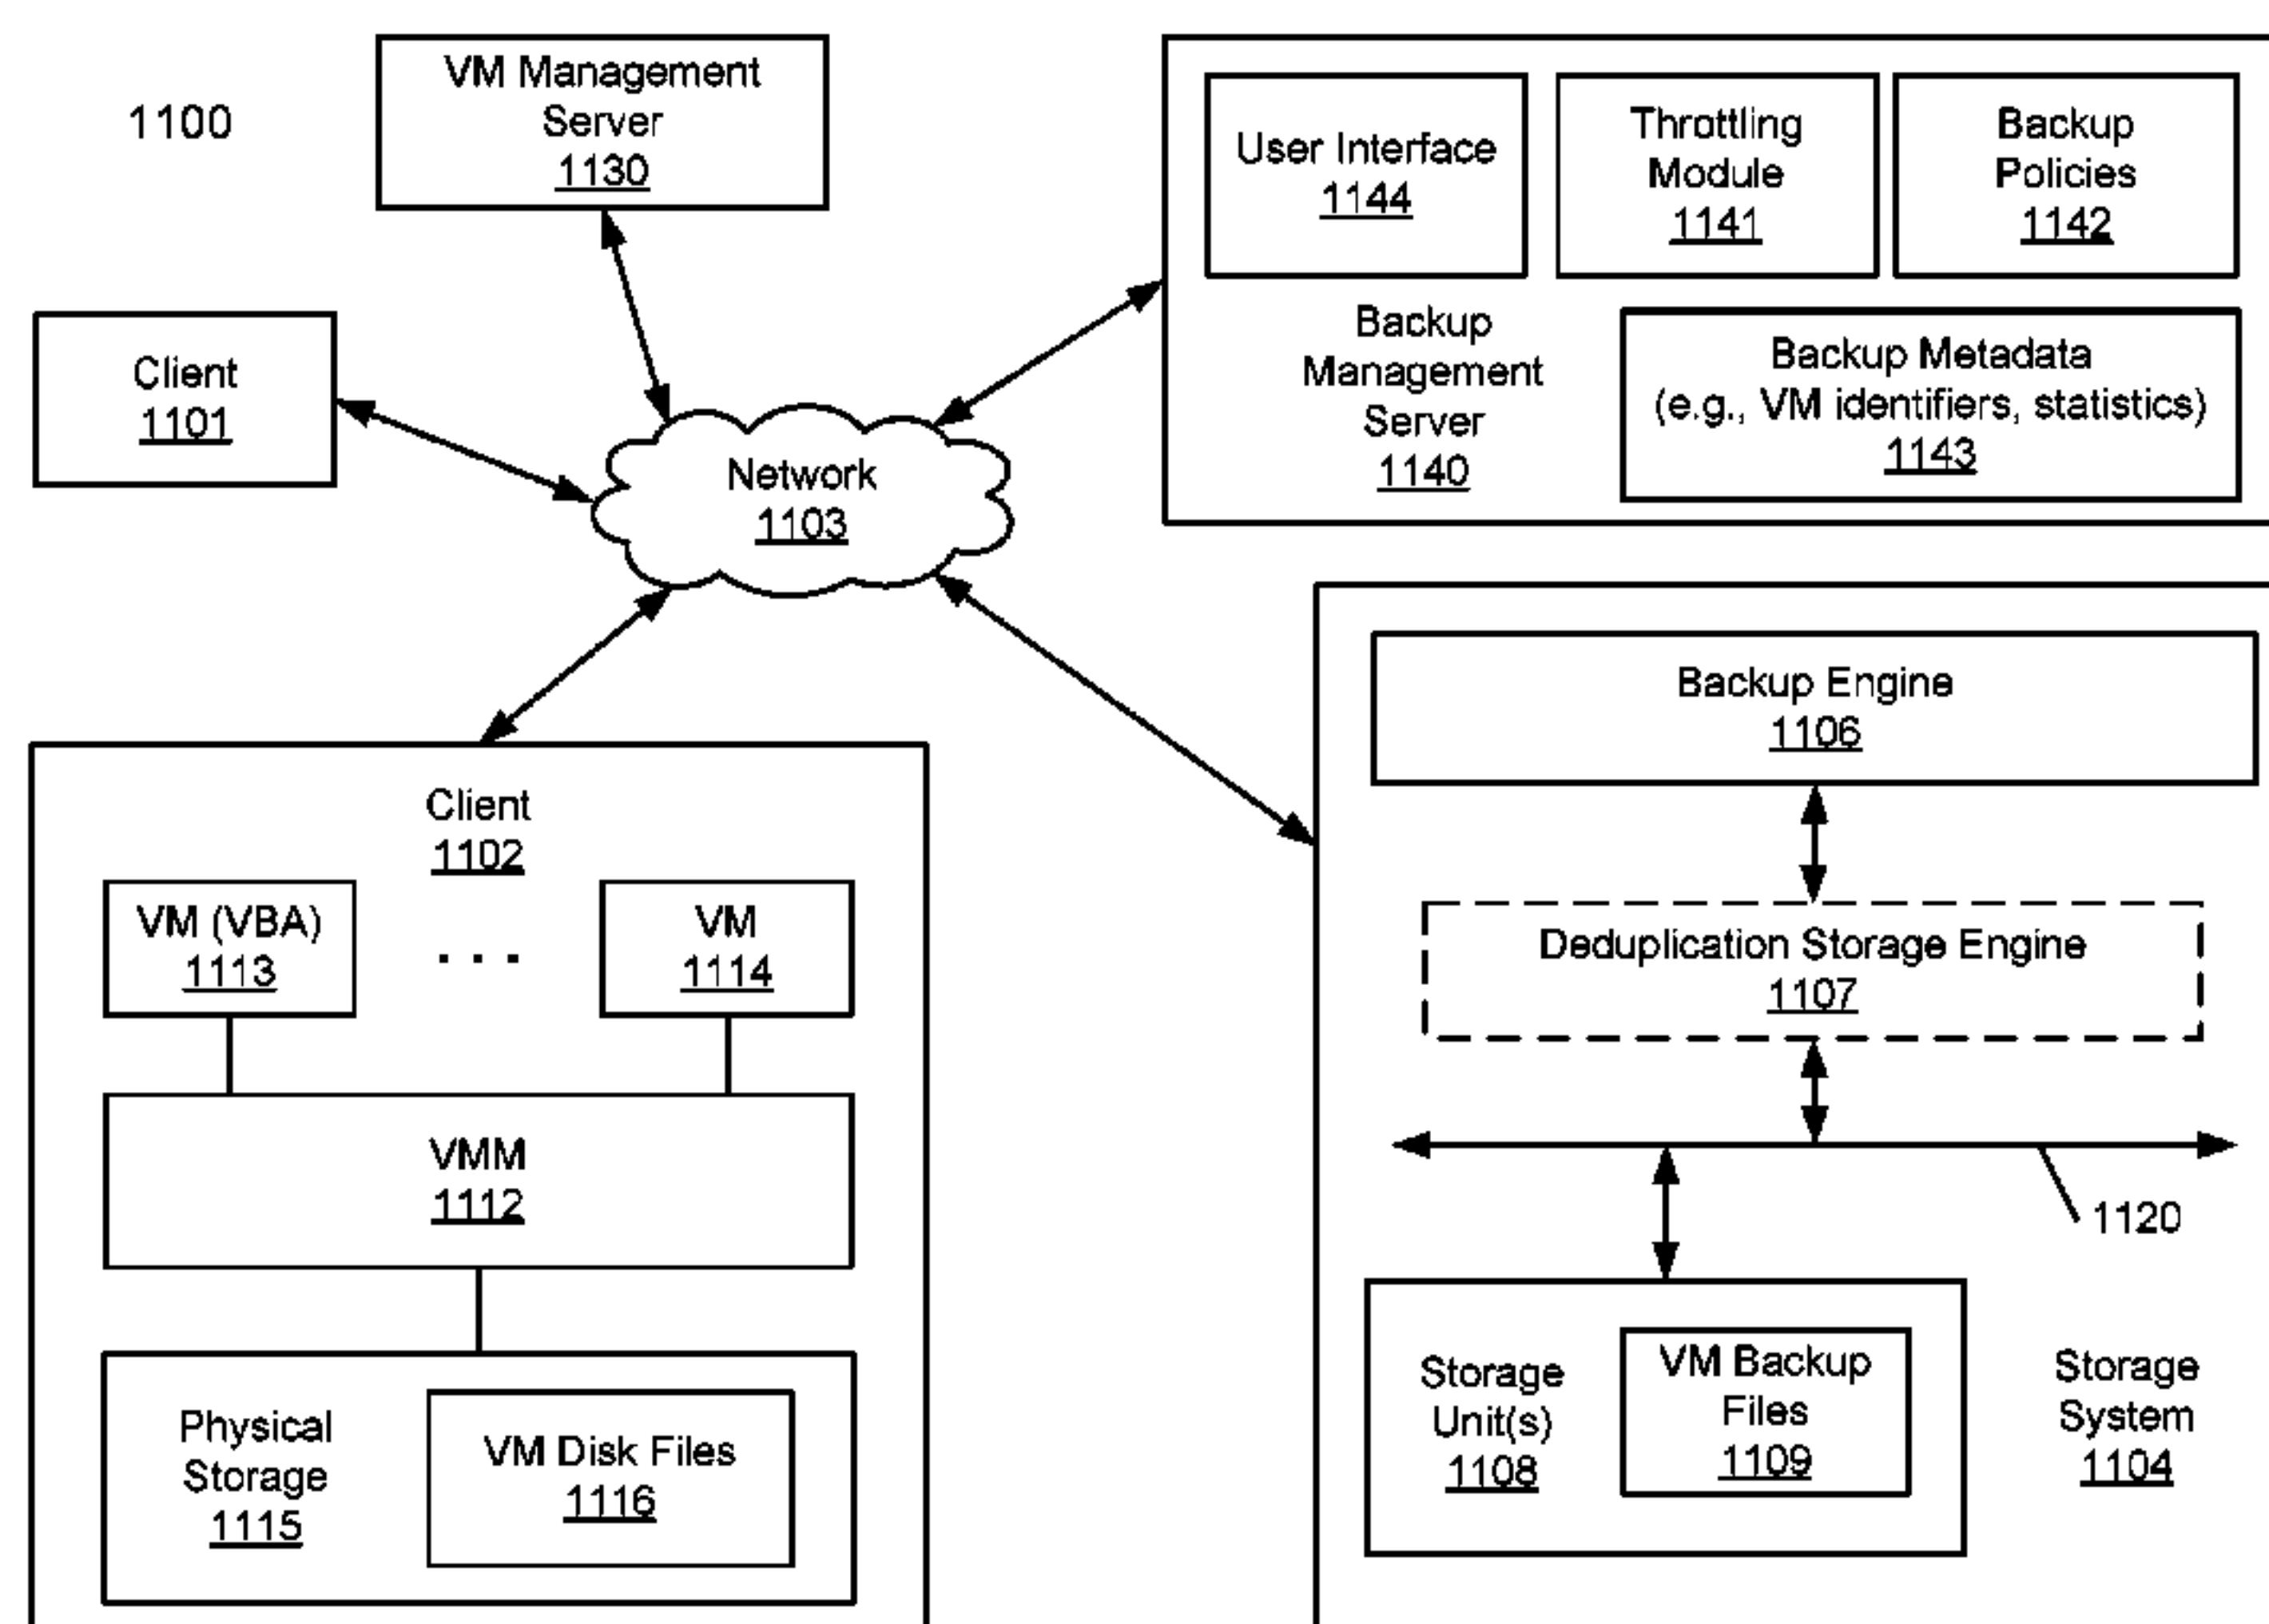 1100
VM Management
Server
1130
Client
1101
Network
1103
User Interface
1144
Throttling
Module
1141
Backup
Policies
1142
Backup
Management
Server
1140
Backup Metadata
(e.g., VM identifiers, statistics)
1143
Client
1102
VM (VBA)
1113
. . .
VM
1114
VMM
1112
Physical
Storage
1115
VM Disk Files
1116
Backup Engine
1106
Deduplication Storage Engine
1107
1120
Storage
Unit(s)
1108
VM Backup
Files
1109
Storage
System
1104